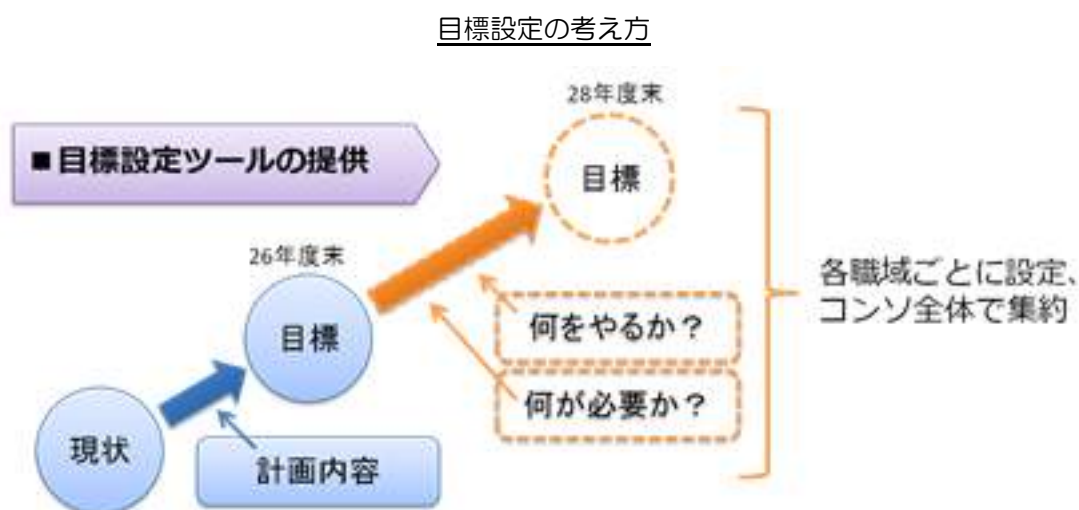 目標設定の考え方
28年度末
■目標設定ツールの提供
目標
26年度末
目標
各職域ごとに設定、
コンソ全体で集約
何をやるか？
何が必要か？
現状
計画内容